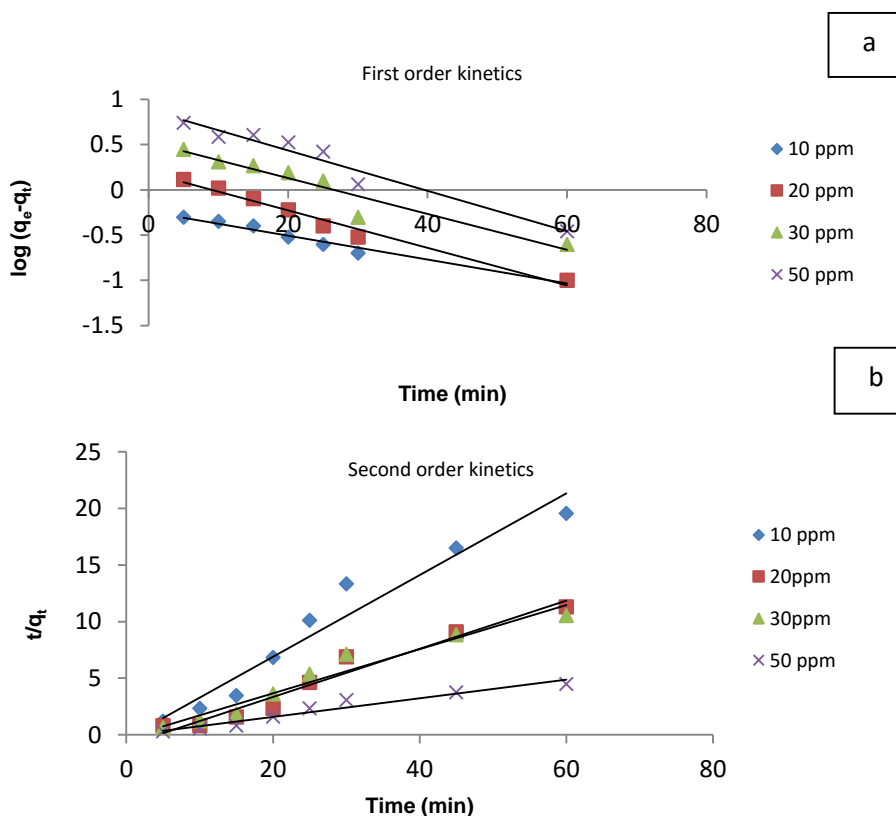 a
First order kinetics
1
0.5
0
-0.5
-1
-1.5
0 20 40 60 80
log (qe-qt)
Time (min)
10 ppm
20 ppm
30 ppm
50 ppm
b
Second order kinetics
25
20
15
10
5
0
0 20 40 60 80
t/qt
Time (min)
10 ppm
20ppm
30ppm
50 ppm